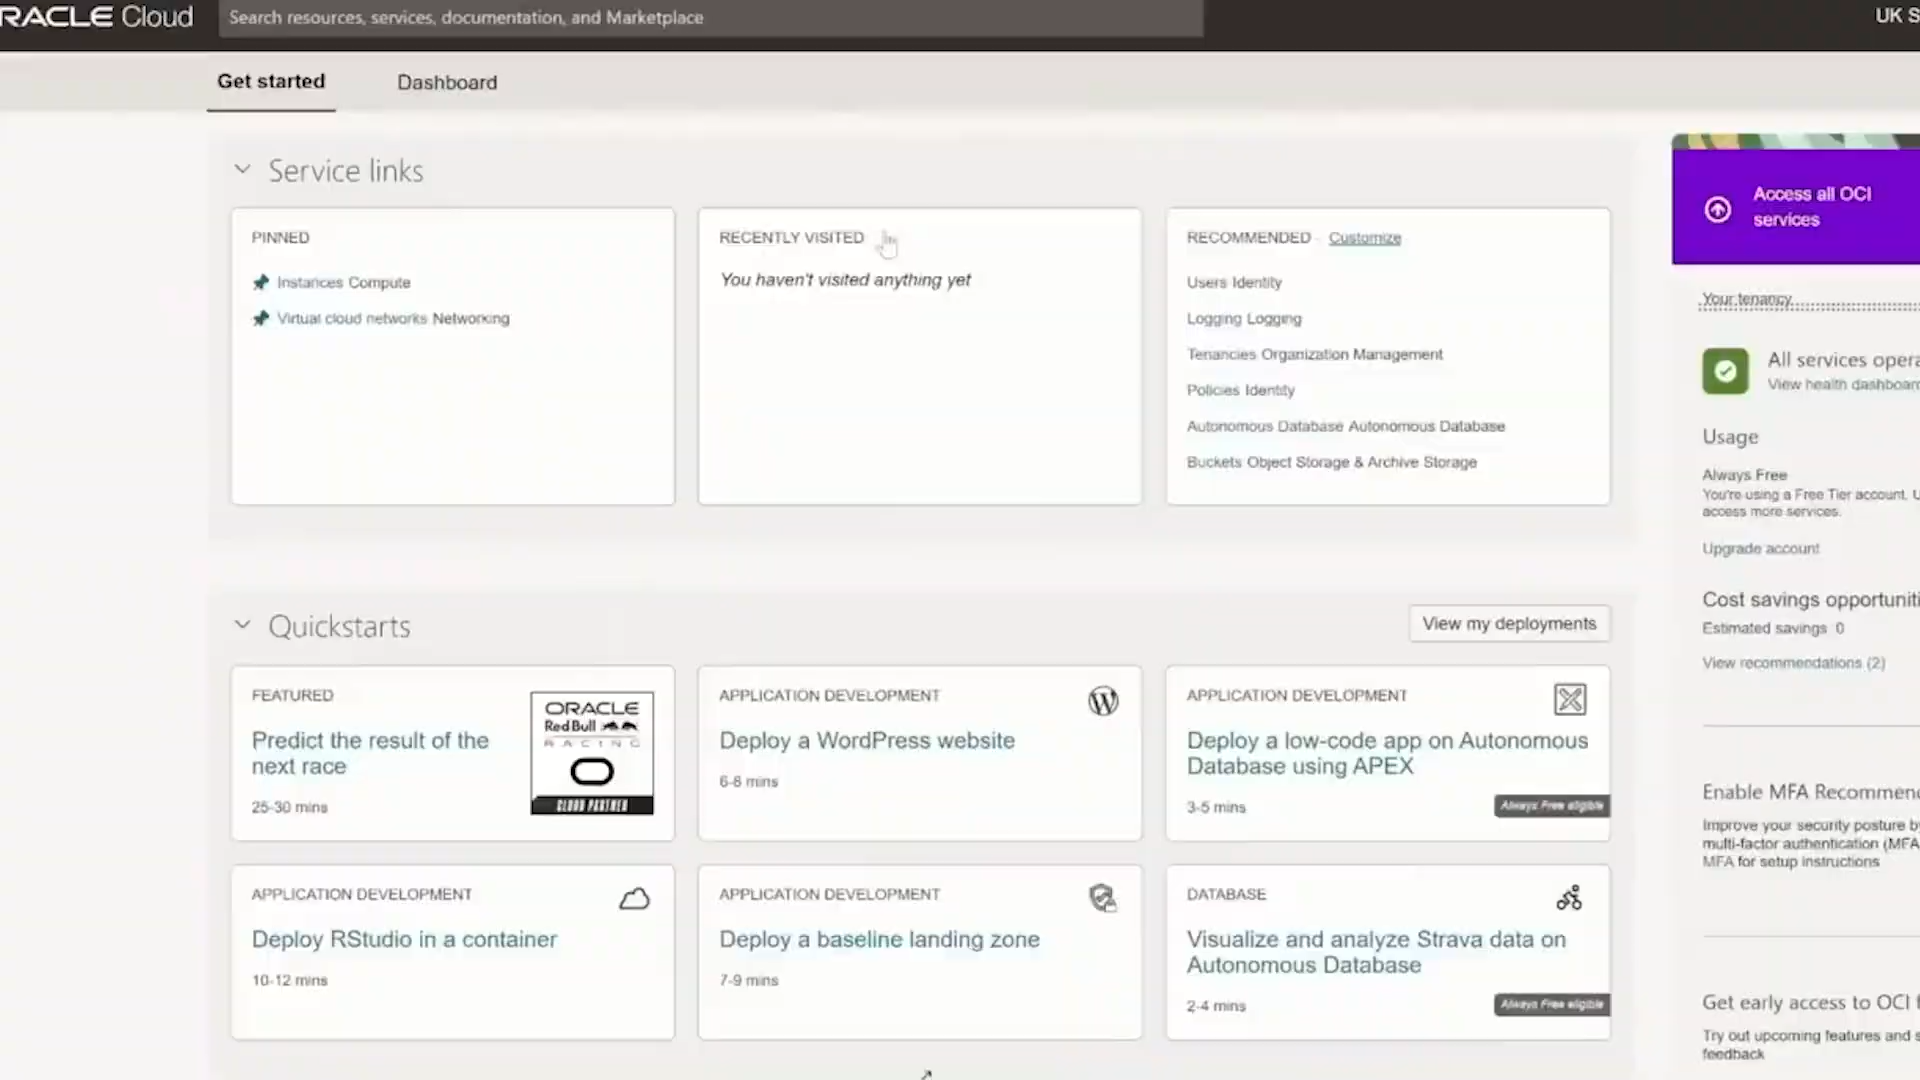 RACLE Cloud
Search resources, services, documentation, and Marketplace
UK S
Get started
Dashboard
Service links
PINNED
Instances Compute
Virtual cloud networks Networking
RECENTLY VISITED
You haven't visited anything yet
RECOMMENDED - Customize
Users Identity
Logging Logging
Tenancies Organization Management
Policies Identity
Autonomous Database Autonomous Database
Buckets Object Storage & Archive Storage
Access all OCI
services
Your tenancy
All services opera
View health dashboard
Usage
Always Free
You're using a Free Tier account. U
access more services.
Upgrade account
Cost savings opportuniti
Estimated savings 0
View recommendations (2)
Enable MFA Recommend
Improve your security posture by
multi-factor authentication (MFA
MFA for setup instructions
Get early access to OCI f
Try out upcoming features and s
feedback
Quickstarts
View my deployments
FEATURED
Predict the result of the
next race
25-30 mins
ORACLE
Red Bull
RACING
CLOUD PARTNER
APPLICATION DEVELOPMENT
Deploy a WordPress website
6-8 mins
APPLICATION DEVELOPMENT
Deploy a low-code app on Autonomous
Database using APEX
3-5 mins
Always Free eligible
APPLICATION DEVELOPMENT
Deploy RStudio in a container
10-12 mins
APPLICATION DEVELOPMENT
Deploy a baseline landing zone
7-9 mins
DATABASE
Visualize and analyze Strava data on
Autonomous Database
2-4 mins
Always Free eligible